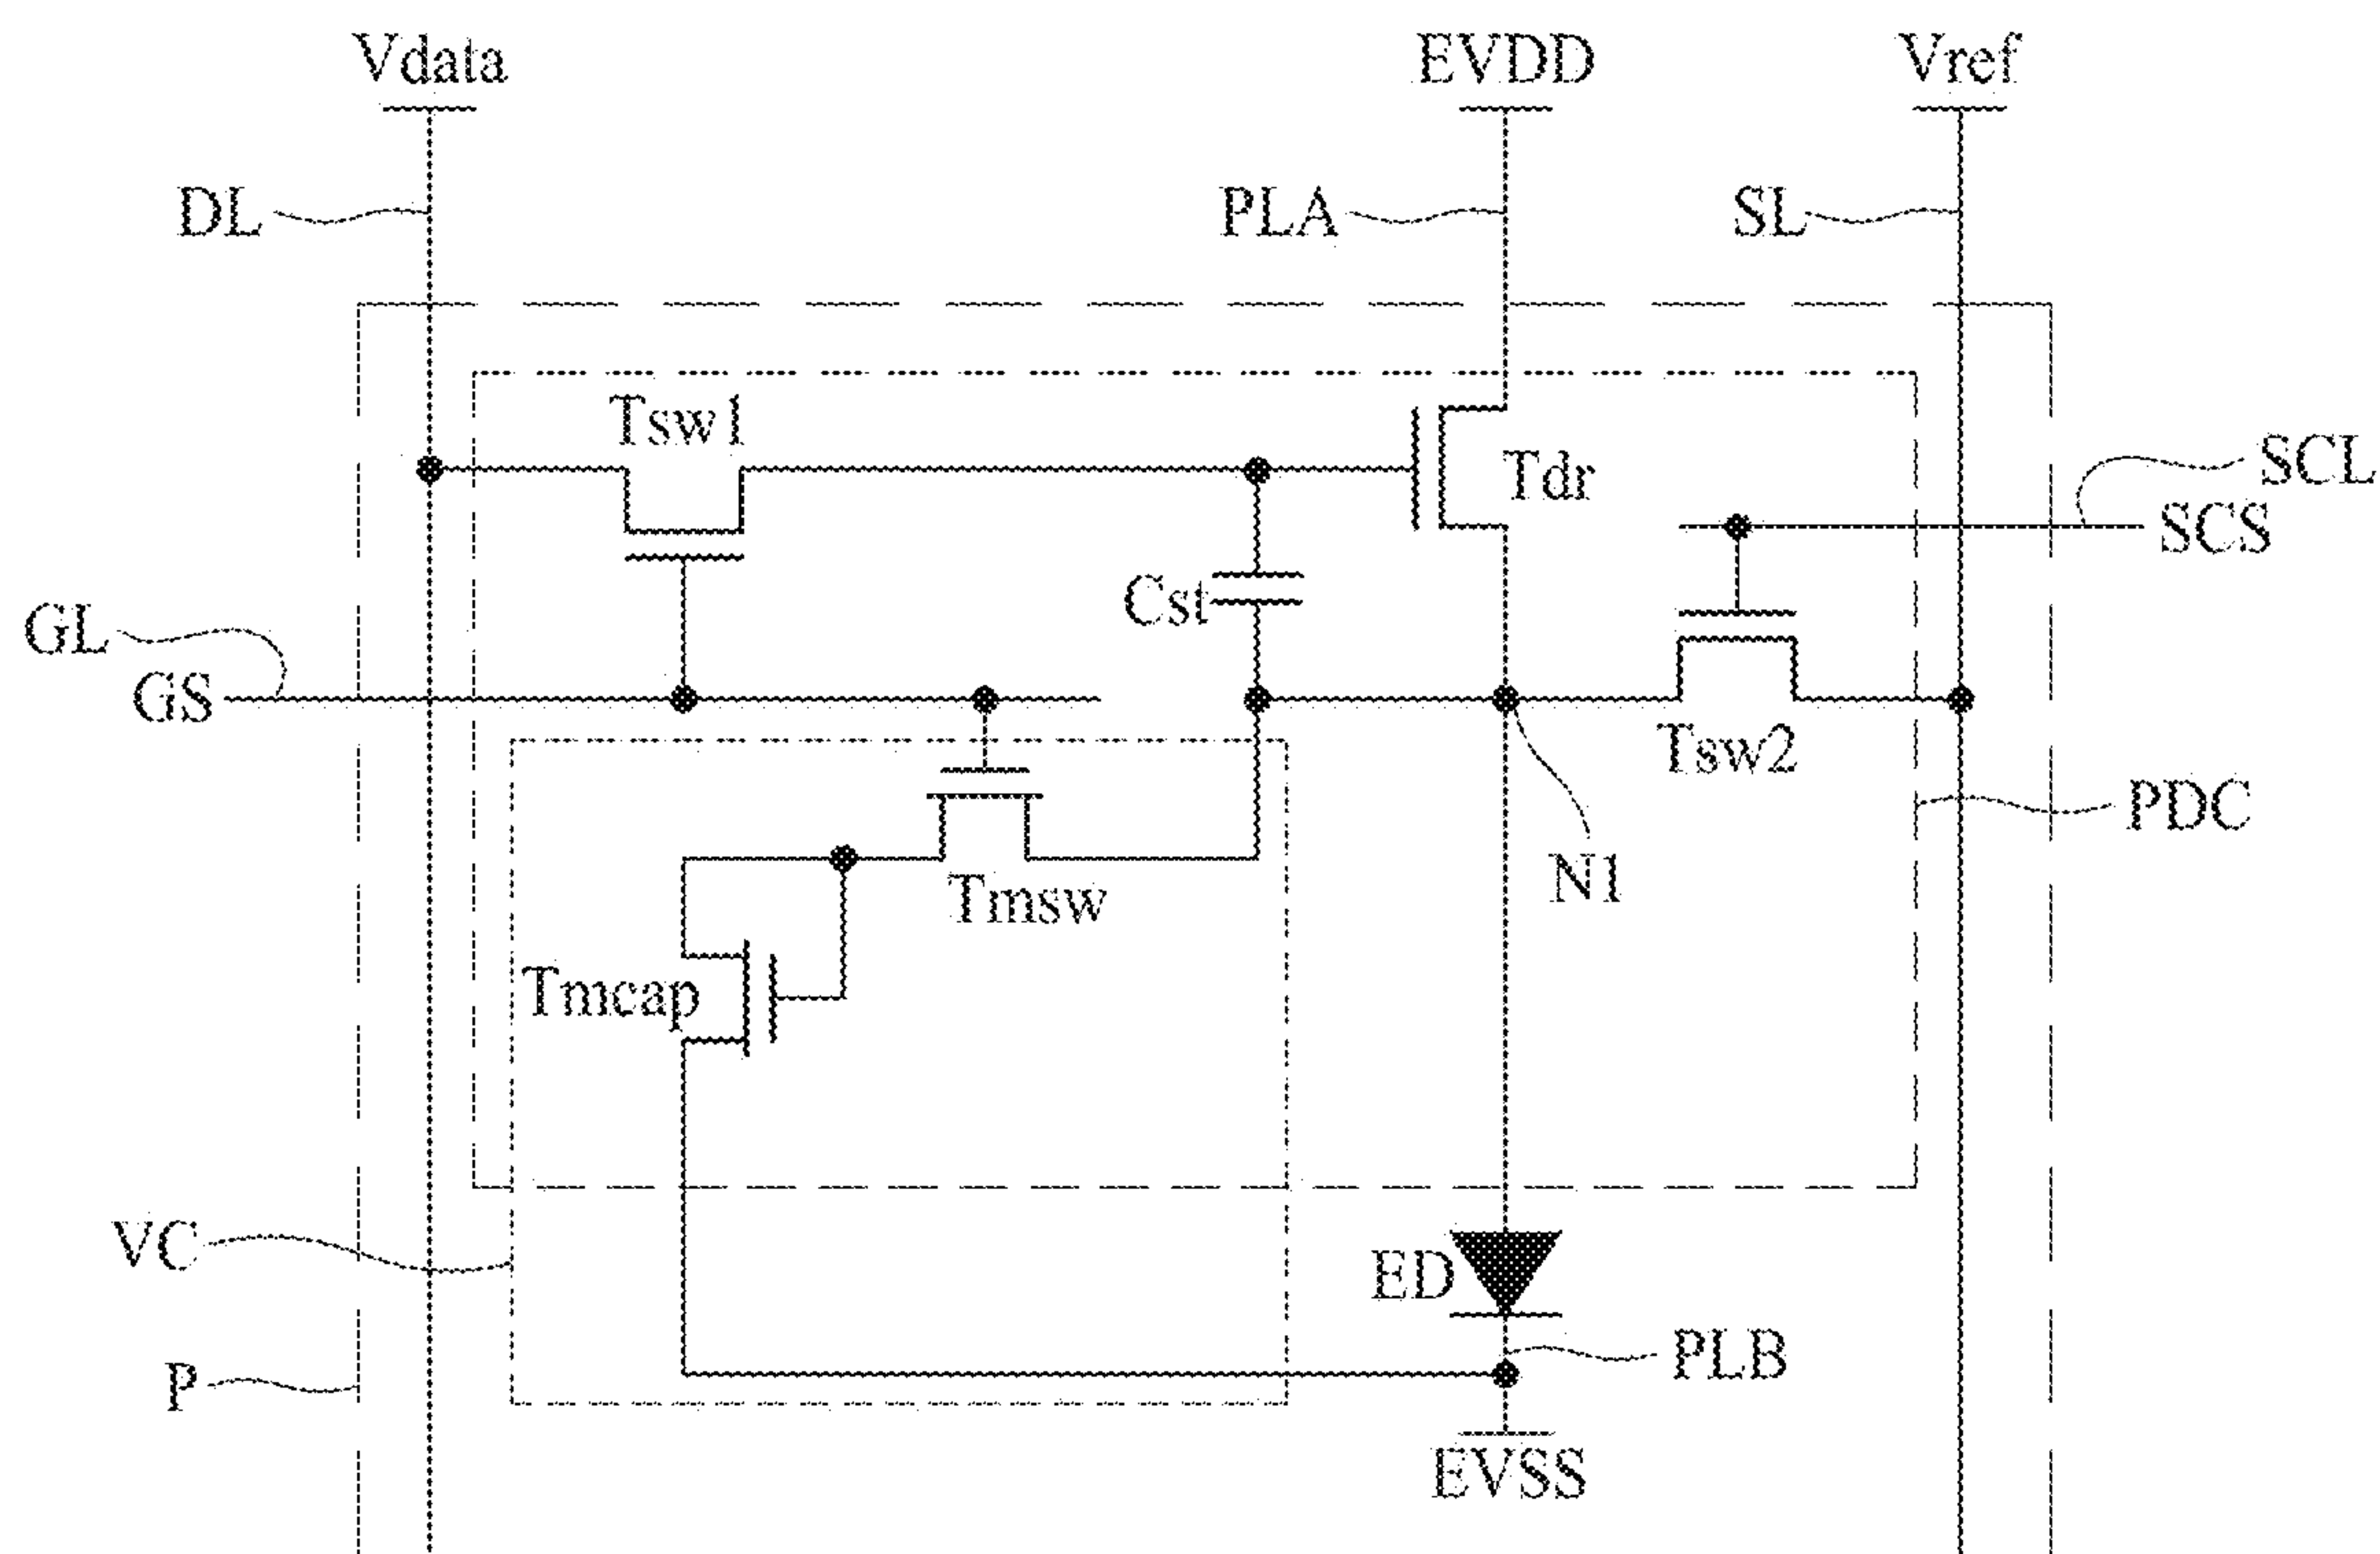 Vdata
EVDD
Vref
DL
PLA
SL
Tsw1
Tdr
SCL
SCS
Cst
GL
GS
Tsw2
PDC
N1
Tmsw
Tmcap
VC
ED
PLB
P
EVSS